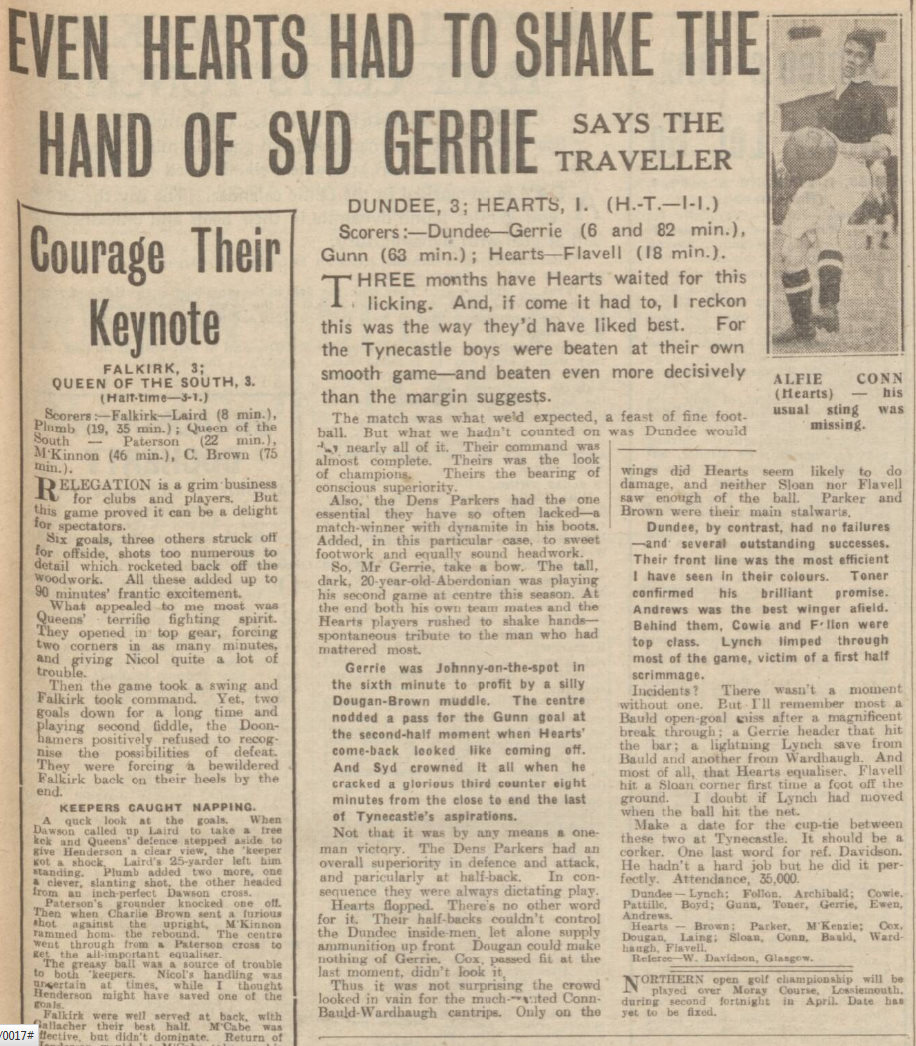 EVEN HEARTS HAD TO SHAKE THE
HAND OF SYD GERRIE
SAYS THE
TRAVELLER
DUNDEE, 3; HEARTS, 1. (H.-T.—1-1.)
Scorers:—Dundee—Gerrie (6 and 82 min.),
Gunn (63 min.); Hearts—Flavell (18 min.).
THREE months have Hearts waited for this
licking. And, if come it had to, I reckon
this was the way they'd have liked best. For
the Tynecastle boys were beaten at their own
smooth game—and beaten even more decisively
than the margin suggests.
The match was what we'd expected, a feast of fine foot-
ball. But what we hadn't counted on was Dundee would
nearly all of it. Their command was
almost complete. Theirs was the look
of champions. Theirs the bearing of
conscious superiority.
Also, the Dens Parkers had the one
essential they have so often lacked—a
match-winner with dynamite in his boots.
Added, in this particular case, to sweet
footwork and equally sound headwork.
So, Mr Gerrie, take a bow. The tall,
dark, 20-year-old-Aberdonian was playing
his second game at centre this season. At
the end both his own team mates and the
Hearts players rushed to shake hands—
spontaneous tribute to the man who had
mattered most.
Gerrie was Johnny-on-the-spot in
the sixth minute to profit by a silly
Dougan-Brown muddle. The centre
nodded a pass for the Gunn goal at
the second-half moment when Hearts'
come-back looked like coming off.
And Syd crowned it all when he
cracked a glorious third counter eight
minutes from the close to end the last
of Tynecastle's aspirations.
Not that it was by any means a one-
man victory. The Dens Parkers had an
overall superiority in defence and attack,
and paricularly at half-back. In con-
sequence they were always dictating play.
Hearts flopped. There's no other word
for it. Their half-backs couldn't control
the Dundee inside-men, let alone supply
ammunition up front Dougan could make
nothing of Gerrie. Cox, passed fit at the
last moment, didn't look it.
Thus it was not surprising the crowd
looked in vain for the Conn-
Bauld-Wardhaugh cantrips. Only on the
wings did Hearts seem likely to do
damage, and neither Sloan nor Flavell
saw enough of the ball. Parker and
Brown were their main stalwarts.
Dundee, by contrast, had no failures
—and several outstanding successes.
Their front line was the most efficient
I have seen in their colours. Toner
confirmed his brilliant promise.
Andrews was the best winger afield.
Behind them, Cowie and F llon were
top class. Lynch limped through
most of the game, victim of a first half
scrimmage.
Incidents? There wasn't a moment
without one. But I'll remember most a
Bauld open-goal miss after a magnificent
break through; a Gerrie header that hit
the bar; a lightning Lynch save from
Bauld and another from Wardhaugh. And
most of all, that Hearts equaliser. Flavell
hit a Sloan corner first time a foot off the
ground. I doubt if Lynch had moved
when the ball hit the net.
Make a date for the cup-tie between
these two at Tynecastle. It should be a
corker. One last word for ref. Davidson.
He hadn't a hard job but he did it per-
fectly. Attendance, 35,000.
Dundee—Lynch; Follon, Archibald; Cowie,
Pattillo, Boyd; Gunn, Toner, Gerrie, Ewen,
Andrews.
Hearts — Brown; Parker, M'Kenzie; Cox,
Dougan, Laing; Sloan, Conn, Bauld, Ward-
haugh, Flavell.
Referee—W. Davidson, Glasgow.
NORTHERN open golf championship will be
played over Moray Course, Lossiemouth,
during second fortnight in April. Date has
yet to be fixed.
ALFIE CONN
(Hearts) — his
usual sting was
missing.
Courage Their
Keynote
FALKIRK, 3;
QUEEN OF THE SOUTH, 3.
(Half-time—3-1.)
Scorers:—Falkirk—Laird (8 min.),
Plumb (19, 35 min.); Queen of the
South — Paterson (22 min.),
M'Kinnon (46 min.), C. Brown (75
min.).
RELEGATION is a grim business
for clubs and players. But
this game proved it can be a delight
for spectators.
Six goals, three others struck off
for offside, shots too numerous to
detail which rocketed back off the
woodwork. All these added up to
90 minutes' frantic excitement.
What appealed to me most was
Queens' terrific fighting spirit.
They opened in top gear, forcing
two corners in as many minutes,
and giving Nicol quite a lot of
trouble.
Then the game took a swing and
Falkirk took command. Yet, two
goals down for a long time and
playing second fiddle, the Doon-
hamers positively refused to recog-
nise the possibilities of defeat.
They were forcing a bewildered
Falkirk back on their heels by the
end.
KEEPERS CAUGHT NAPPING.
A quck look at the goals. When
Dawson called up Laird to take a free
kck and Queens' defence stepped aside to
give Henderson a clear view, the 'keeper
got a shock. Laird's 25-yarder left him
standing. Plumb added two more, one
a clever, slanting shot, the other headed
from an inch-perfect Dawson cross.
Paterson's grounder knocked one off.
Then when Charlie Brown sent a furious
shot against the upright, M'Kinnon
rammed home the rebound. The centre
went through from a Paterson cross to
get the all-important equaliser.
The greasy ball was a source of trouble
to both 'keepers. Nicol's handling was
uncertain at times, while I thought
Henderson might have saved one of the
goals.
Falkirk were well served at back, with
Gallacher their best half. M'Cabe was
effective, but didn't dominate. Return of
/0017#